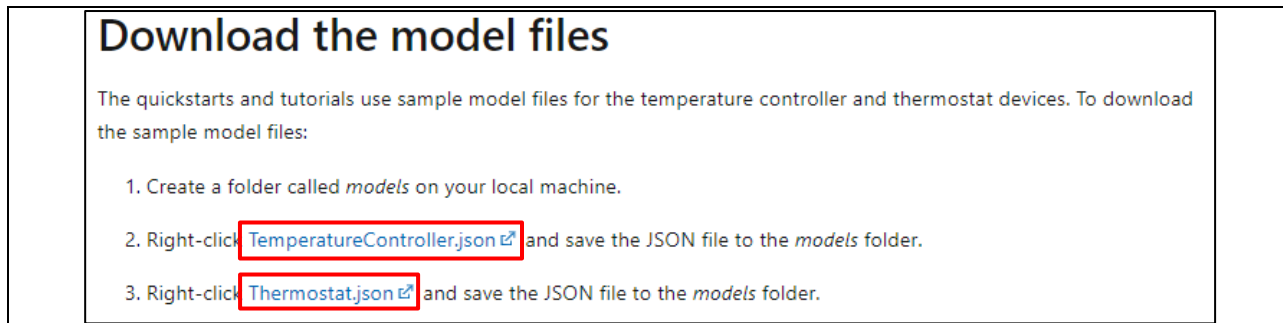 Download the model files
The quickstarts and tutorials use sample model files for the temperature controller and thermostat devices. To download
the sample model files:
1. Create a folder called models on your local machine.
2. Right-click TemperatureController.json and save the JSON file to the models folder.
3. Right-click Thermostat.json and save the JSON file to the models folder.